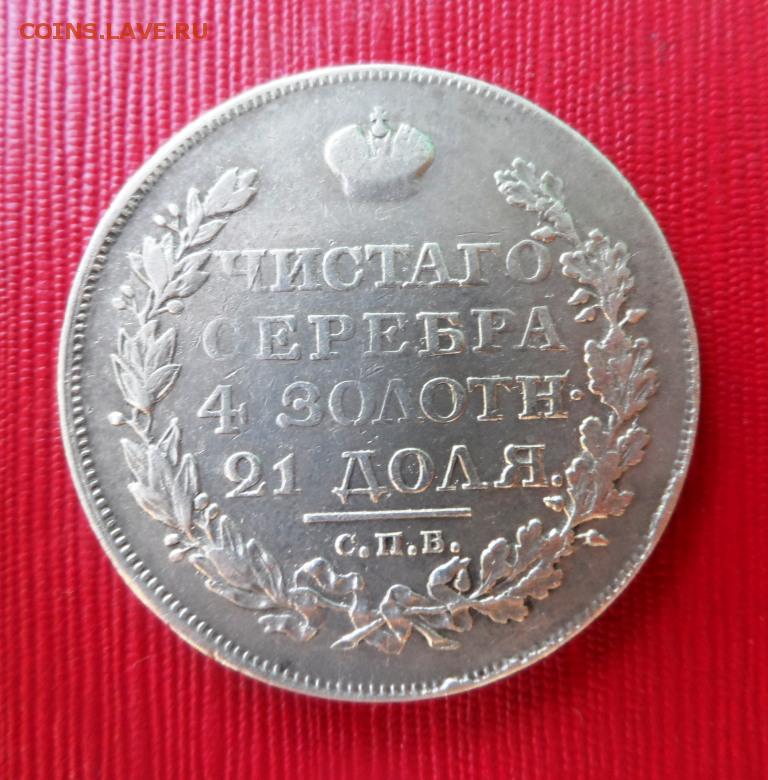 COINS.LAVE.RU
ЧИСТАГО
СЕРЕБРА
4 ЗОЛОТН·
21 ДОЛЯ.
С.П.Б.